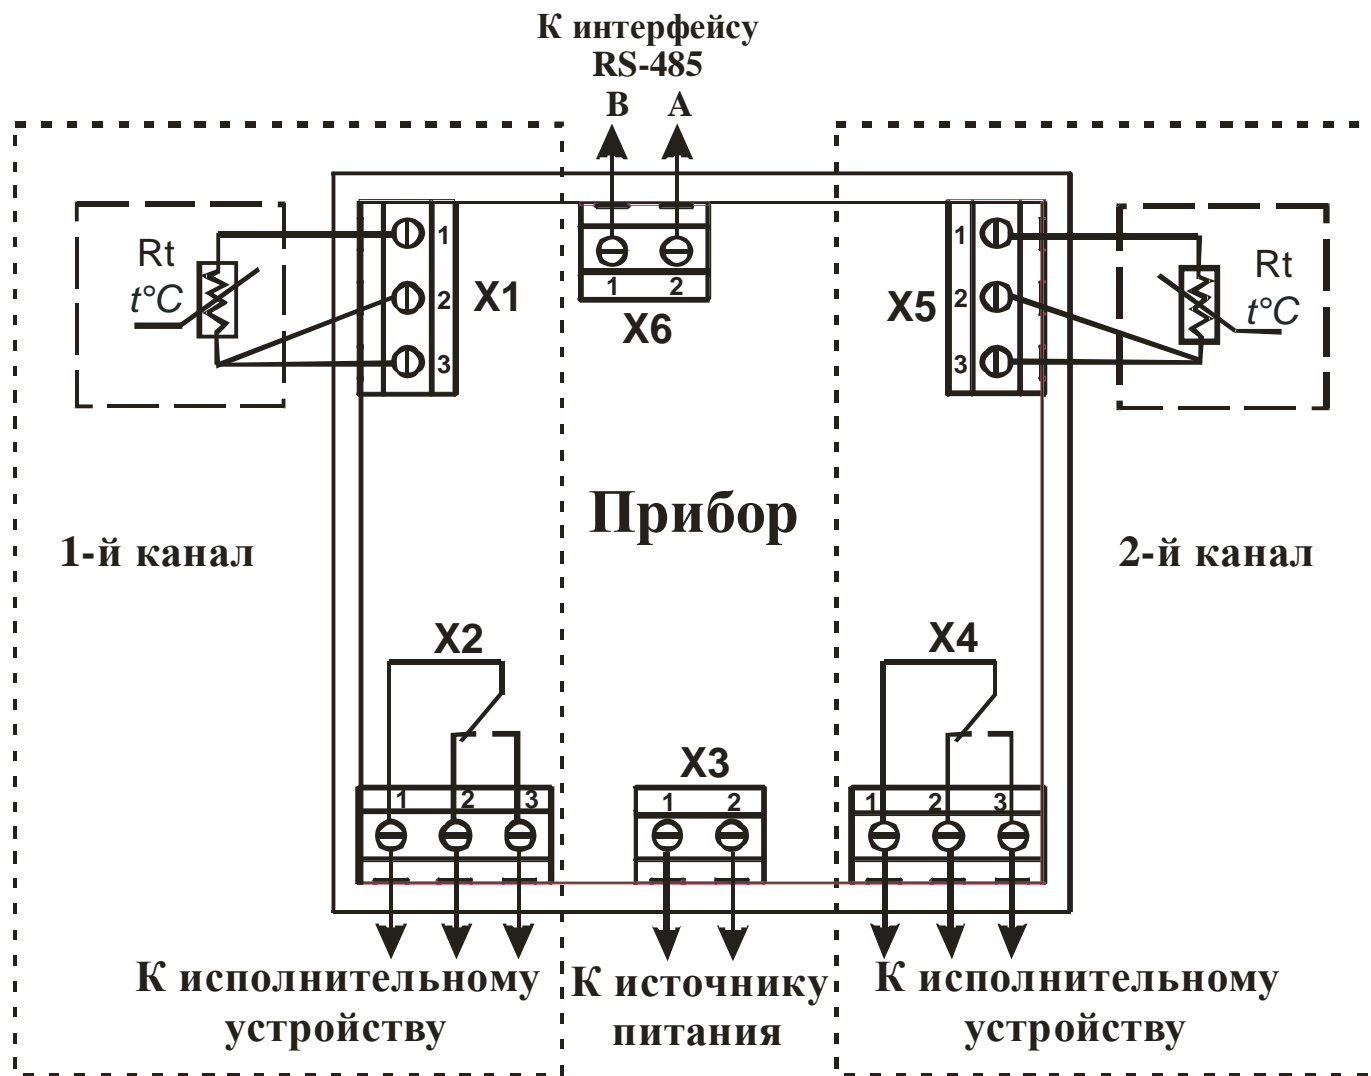 К интерфейсу
RS-485
B A
Rt
t°C
1
2
3
X1
1 2
X6
X5
1
2
3
Rt
t°C
Прибор
1-й канал
2-й канал
X2
X4
X3
1 2 3
1 2
1 2 3
К исполнительному
устройству
К источнику
питания
К исполнительному
устройству